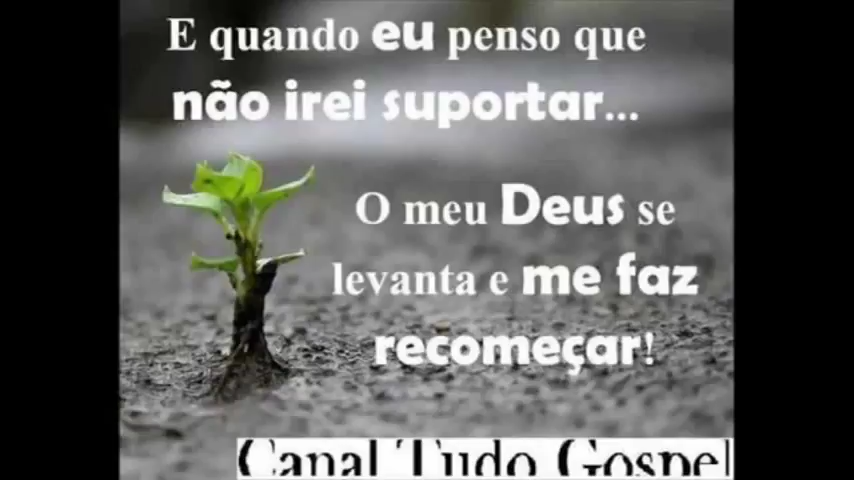 E quando eu penso que
não irei suportar...
O meu Deus se
levanta e me faz
recomeçar!
Canal Tudo Gospel